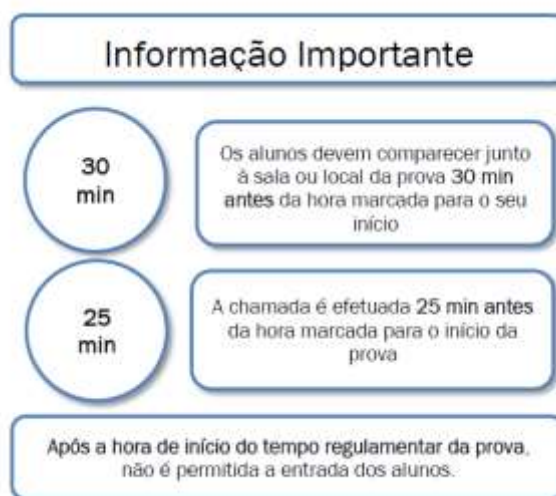 Informação Importante
30
min
Os alunos devem comparecer junto
à sala ou local da prova 30 min
antes da hora marcada para o seu
início
25
min
A chamada é efetuada 25 min antes
da hora marcada para o início da
prova
Após a hora de início do tempo regulamentar da prova,
não é permitida a entrada dos alunos.